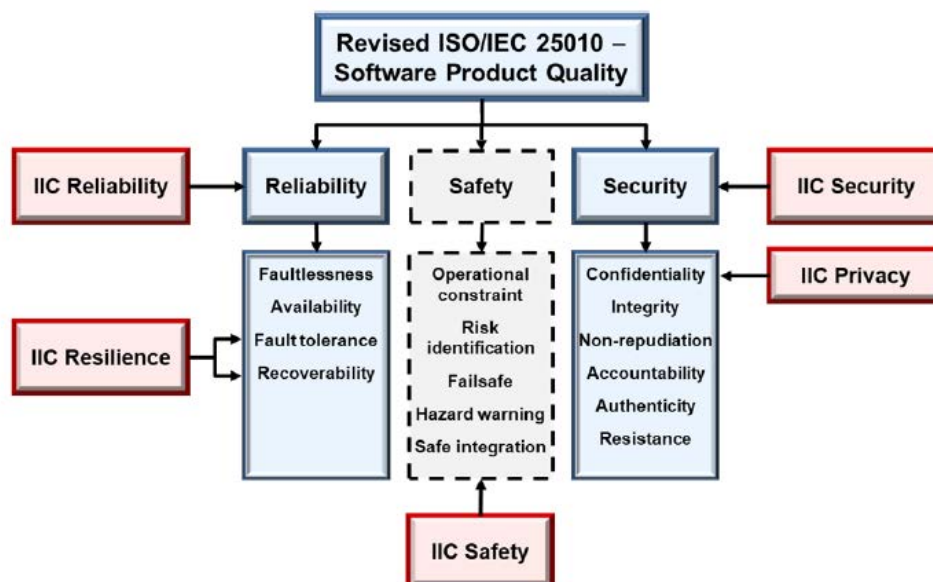 Revised ISO/IEC 25010 –
Software Product Quality
IIC Reliability
Reliability
Safety
Security
IIC Security
Faultlessness
Availability
Fault tolerance
Recoverability
Operational
constraint
Risk
identification
Failsafe
Hazard warning
Safe integration
Confidentiality
Integrity
Non-repudiation
Accountability
Authenticity
Resistance
IIC Privacy
IIC Resilience
IIC Safety